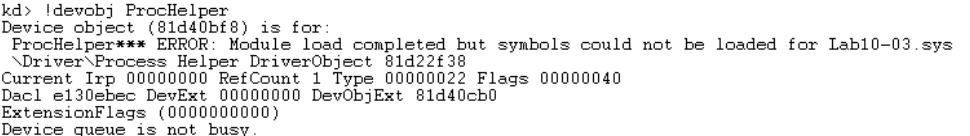 kd> !devobj ProcHelper
Device object (81d40bf8) is for:
 ProcHelper*** ERROR: Module load completed but symbols could not be loaded for Lab10-03.sys
 \Driver\Process Helper DriverObject 81d22f38
Current Irp 00000000 RefCount 1 Type 00000022 Flags 00000040
Dacl e130ebec DevExt 00000000 DevObjExt 81d40cb0
ExtensionFlags (0000000000)
Device queue is not busy.